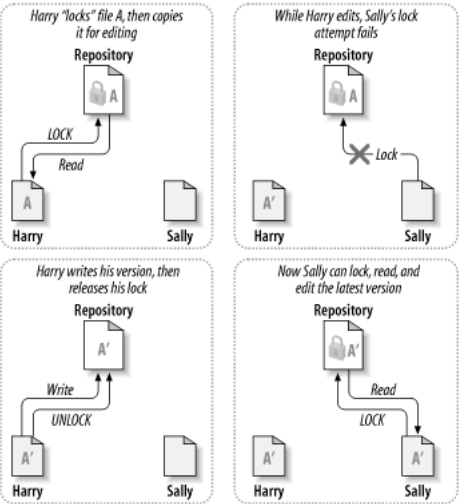 Harry “locks” file A, then copies
it for editing
Repository
A
LOCK
Read
A
Harry
Sally
While Harry edits, Sally’s lock
attempt fails
Repository
A
Lock
A’
Harry
Sally
Harry writes his version, then
releases his lock
Repository
A’
Write
UNLOCK
A’
Harry
Sally
Now Sally can lock, read, and
edit the latest version
Repository
A’
Read
LOCK
A’
A’
Harry
Sally